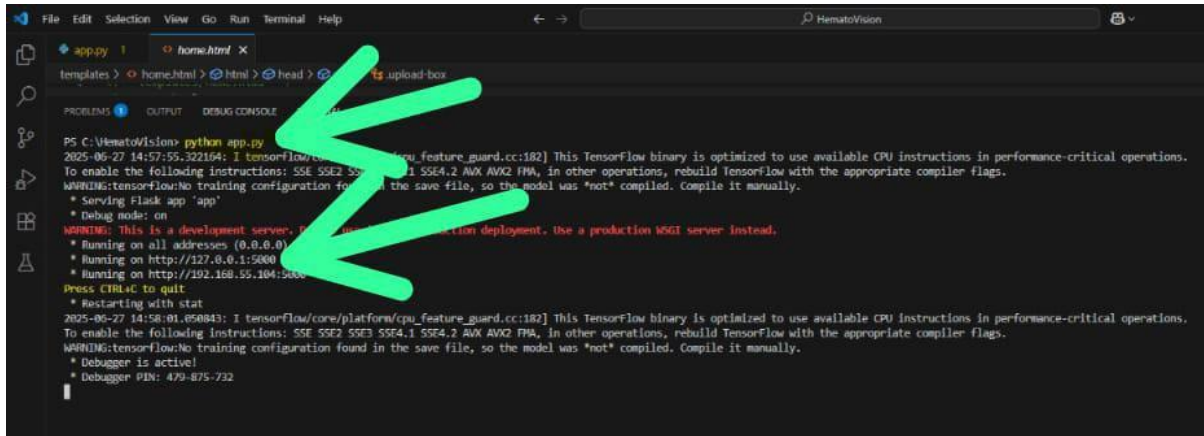 File Edit Selection View Go Run Terminal Help
HematoVision
app.py 1 home.html
templates > home.html > html > head > .upload-box
PROBLEMS 1 OUTPUT DEBUG CONSOLE
PS C:\HematoVision> python app.py
2025-06-27 14:57:55.322164: I tensorflow/core/ /cpu_feature_guard.cc:182] This TensorFlow binary is optimized to use available CPU instructions in performance-critical operations.
To enable the following instructions: SSE SSE2 SSE4.2 AVX AVX2 FMA, in other operations, rebuild TensorFlow with the appropriate compiler flags.
WARNING:tensorflow:No training configuration found in the save file, so the model was *not* compiled. Compile it manually.
* Serving Flask app 'app'
* Debug mode: on
WARNING: This is a development server. deployment. Use a production WSGI server instead.
* Running on all addresses (0.0.0.0)
* Running on http://127.0.0.1:5000
* Running on http://192.168.55.104:5000
Press CTRL+C to quit
* Restarting with stat
2025-06-27 14:58:01.050843: I tensorflow/core/platform/cpu_feature_guard.cc:182] This TensorFlow binary is optimized to use available CPU instructions in performance-critical operations.
To enable the following instructions: SSE SSE2 SSE3 SSE4.1 SSE4.2 AVX AVX2 FMA, in other operations, rebuild TensorFlow with the appropriate compiler flags.
WARNING:tensorflow:No training configuration found in the save file, so the model was *not* compiled. Compile it manually.
* Debugger is active!
* Debugger PIN: 479-875-732